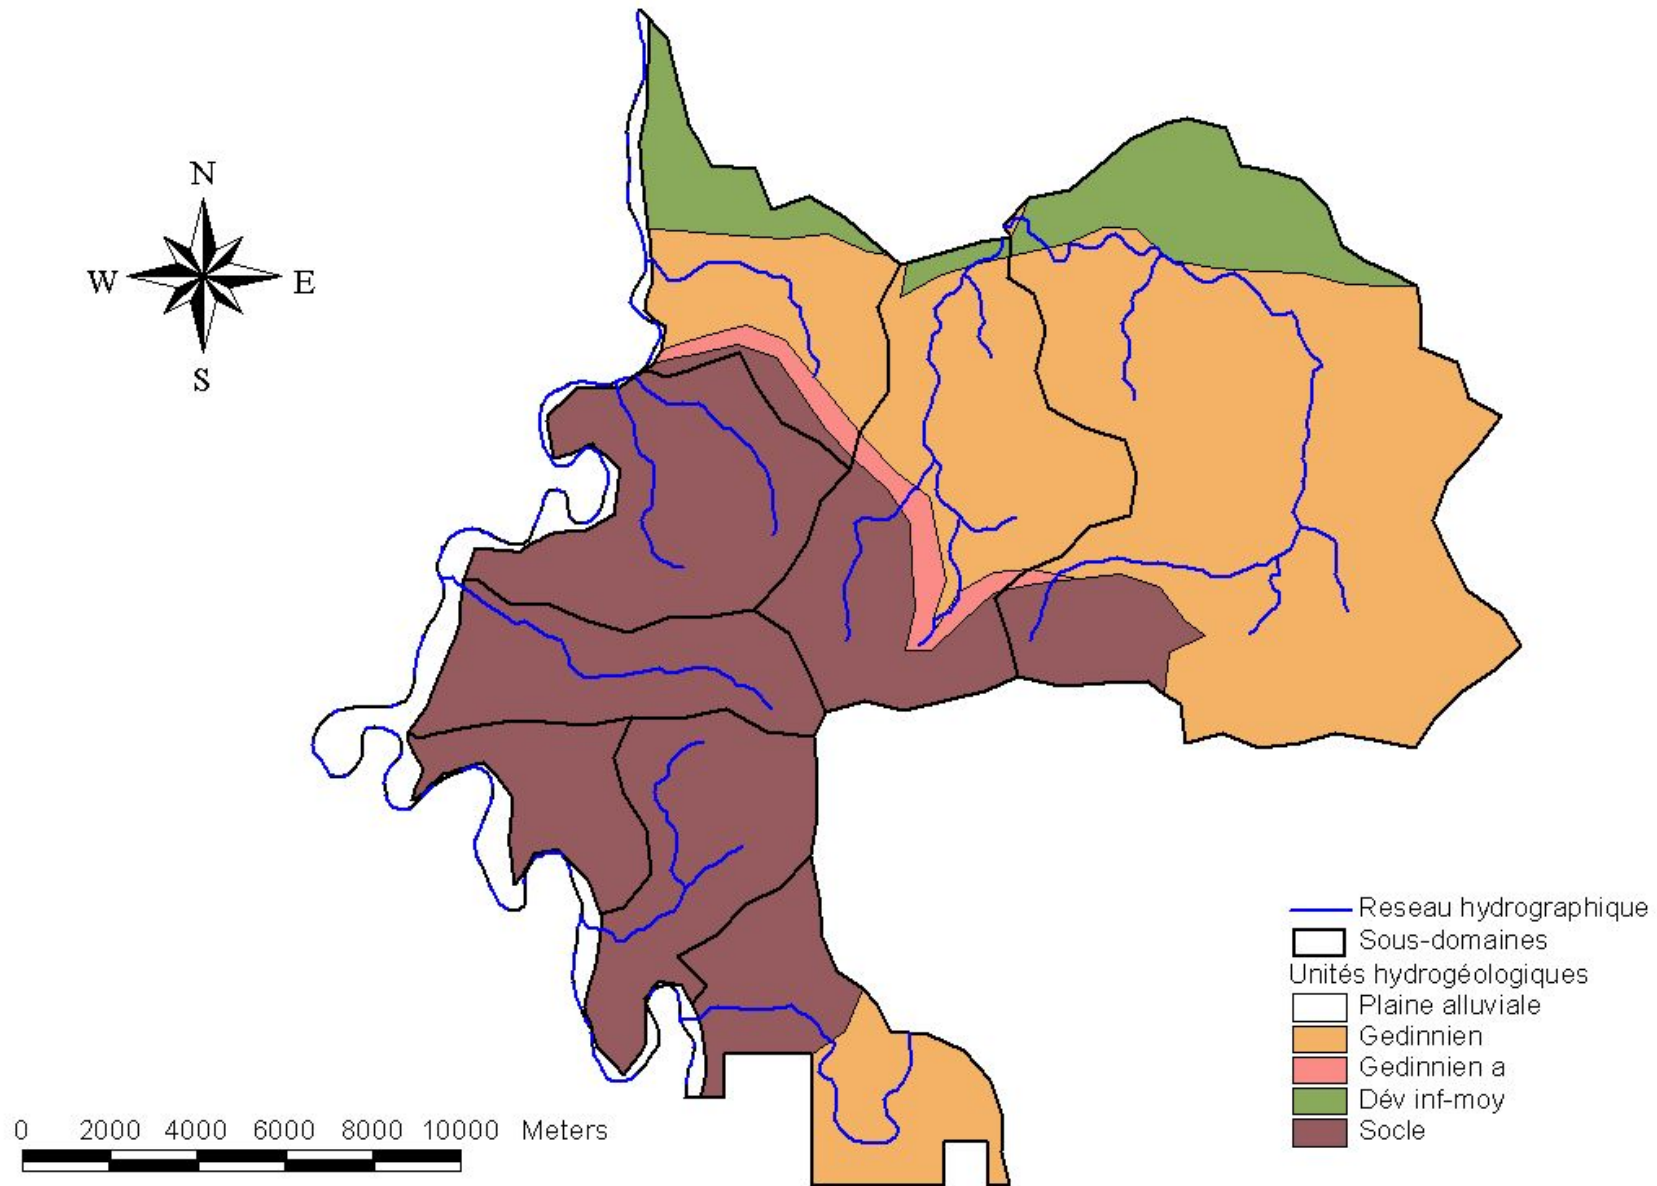 N
W E
S
Reseau hydrographique
Sous-domaines
Unités hydrogéologiques
Plaine alluviale
Gedinnien
Gedinnien a
Dév inf-moy
Socle
0 2000 4000 6000 8000 10000 Meters